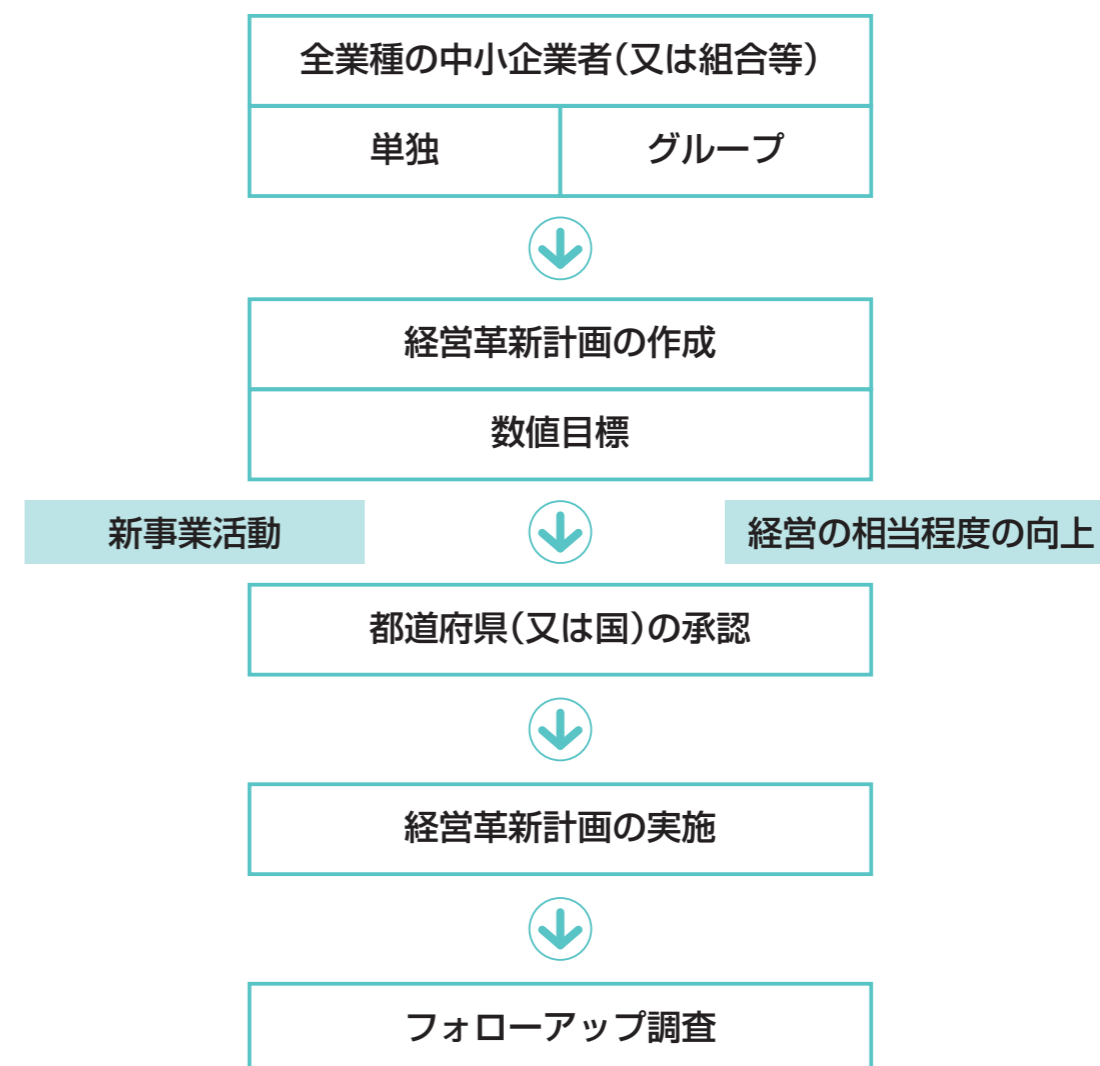 全業種の中小企業者(又は組合等)
単独
グループ
経営革新計画の作成
数値目標
新事業活動
経営の相当程度の向上
都道府県(又は国)の承認
経営革新計画の実施
フォローアップ調査